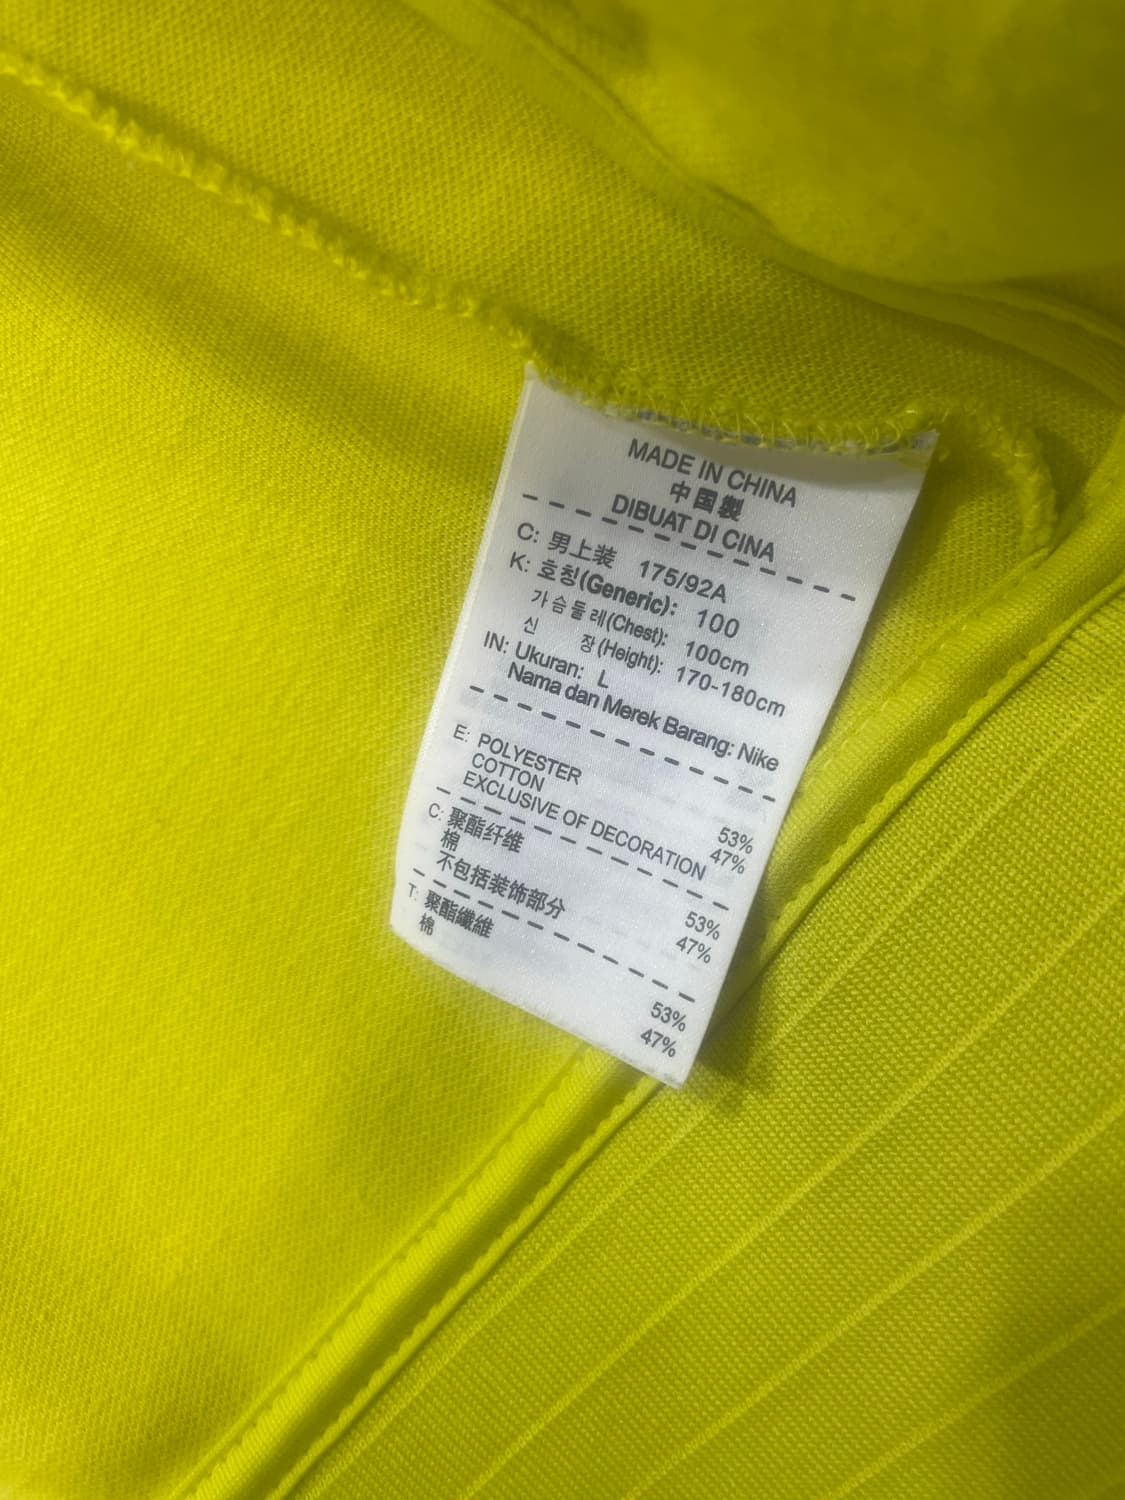 MADE IN CHINA
中国製
DIBUAT DI CINA
C: 男上装 175/92A
K: 호칭(Generic): 100
가슴둘레(Chest): 100cm
신 장(Height): 170-180cm
IN: Ukuran: L
Nama dan Merek Barang: Nike
E: POLYESTER 53%
COTTON 47%
EXCLUSIVE OF DECORATION
C: 聚酯纤维 53%
棉 47%
不包括装饰部分
T: 聚酯纖維 53%
棉 47%